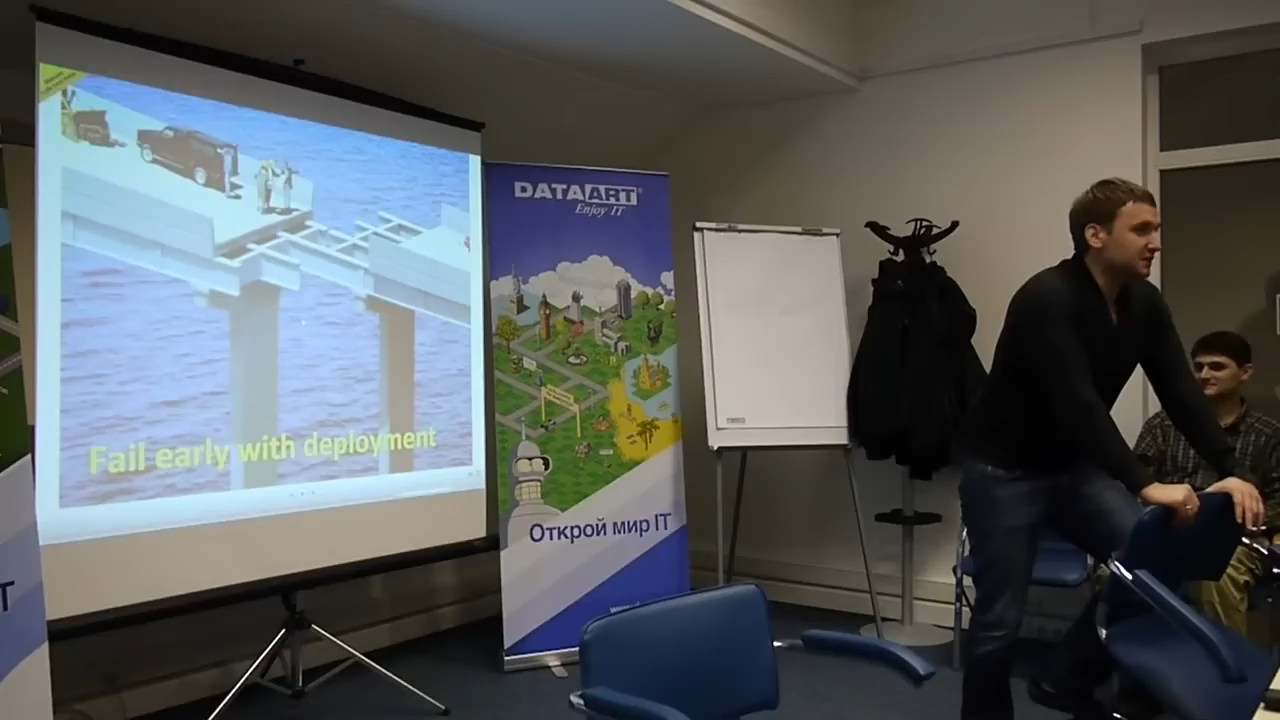 Fail early with deployment
DATAART
Enjoy IT
Открой мир IT
T